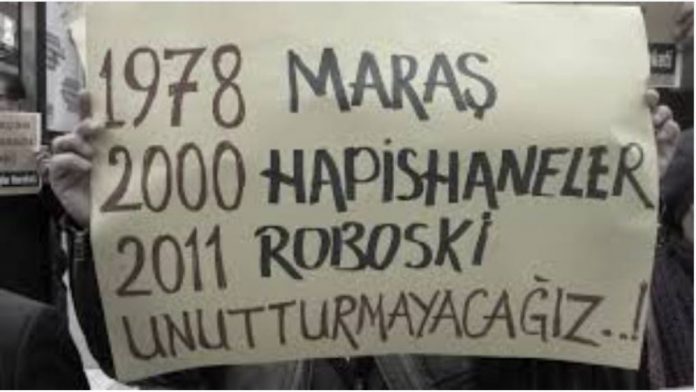 1978 MARAŞ
2000 HAPİSHANELER
2011 ROBOSKİ
UNUTTURMAYACAĞIZ..!